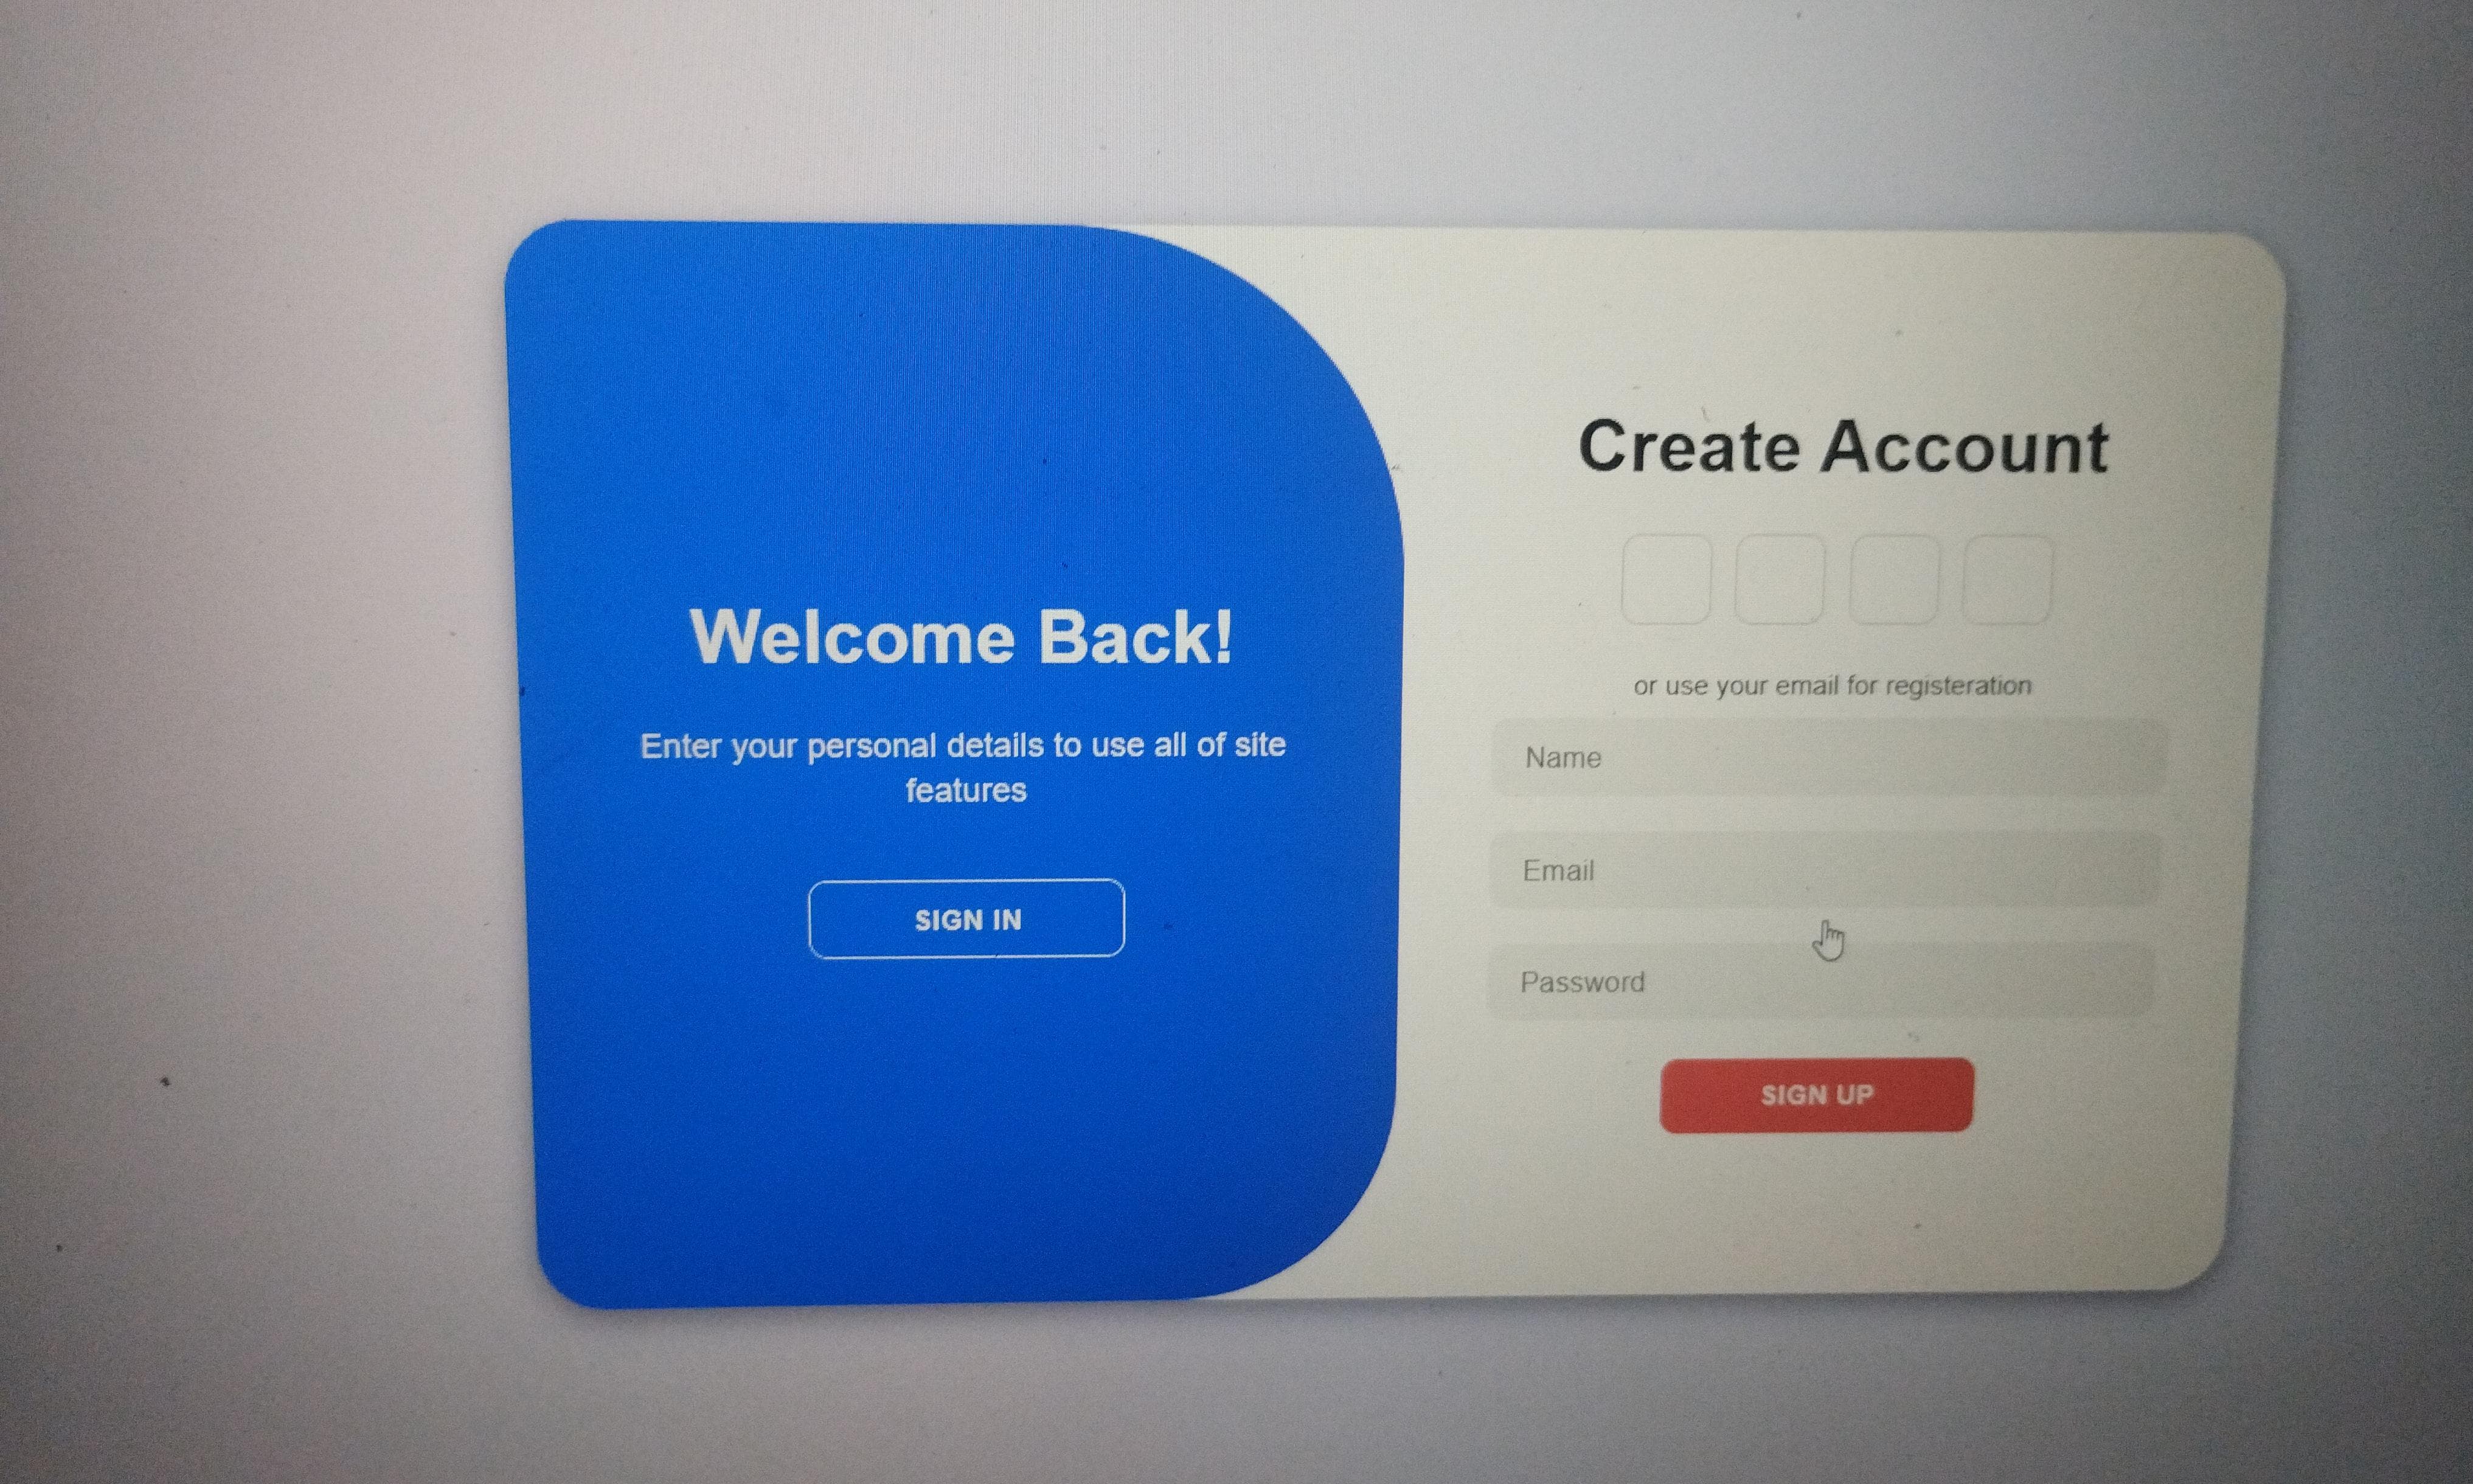 Welcome Back!
Enter your personal details to use all of site
features
SIGN IN
Create Account
or use your email for registeration
Name
Email
Password
SIGN UP